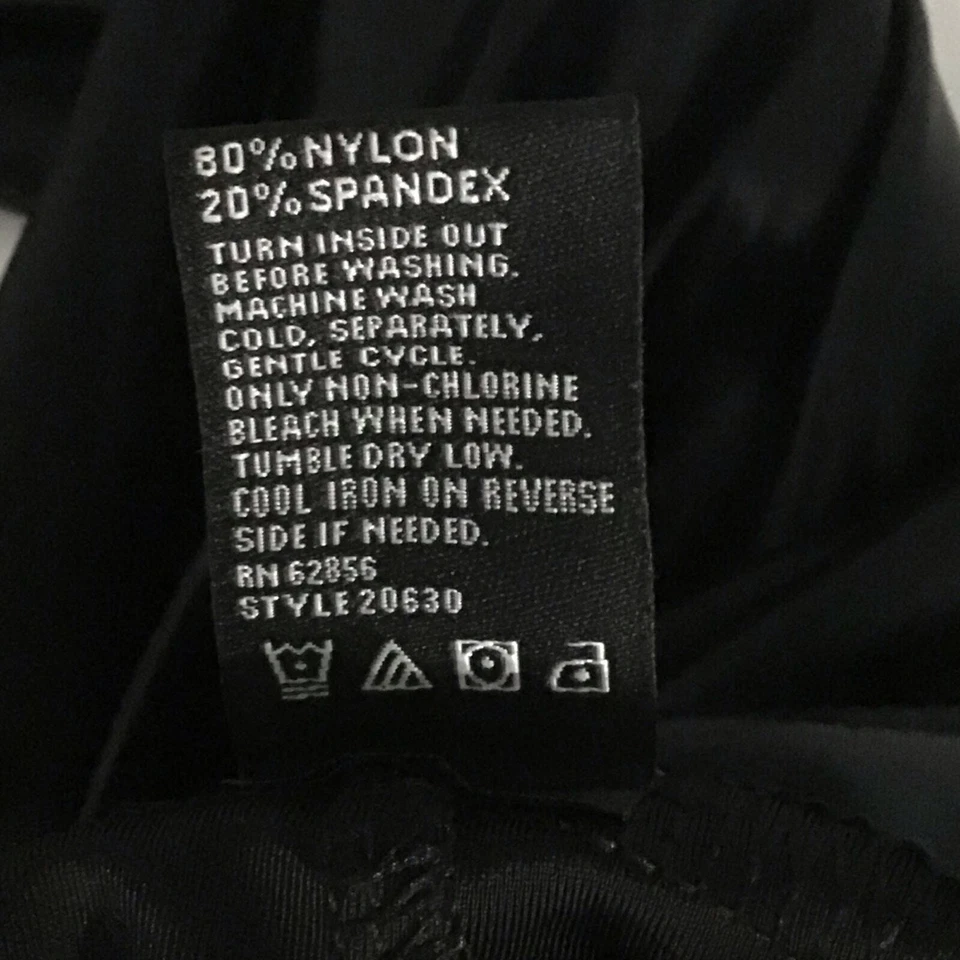 80% NYLON
20% SPANDEX
TURN INSIDE OUT
BEFORE WASHING.
MACHINE WASH
COLD, SEPARATELY,
GENTLE CYCLE.
ONLY NON-CHLORINE
BLEACH WHEN NEEDED.
TUMBLE DRY LOW.
COOL IRON ON REVERSE
SIDE IF NEEDED.
RN 62856
STYLE 20630